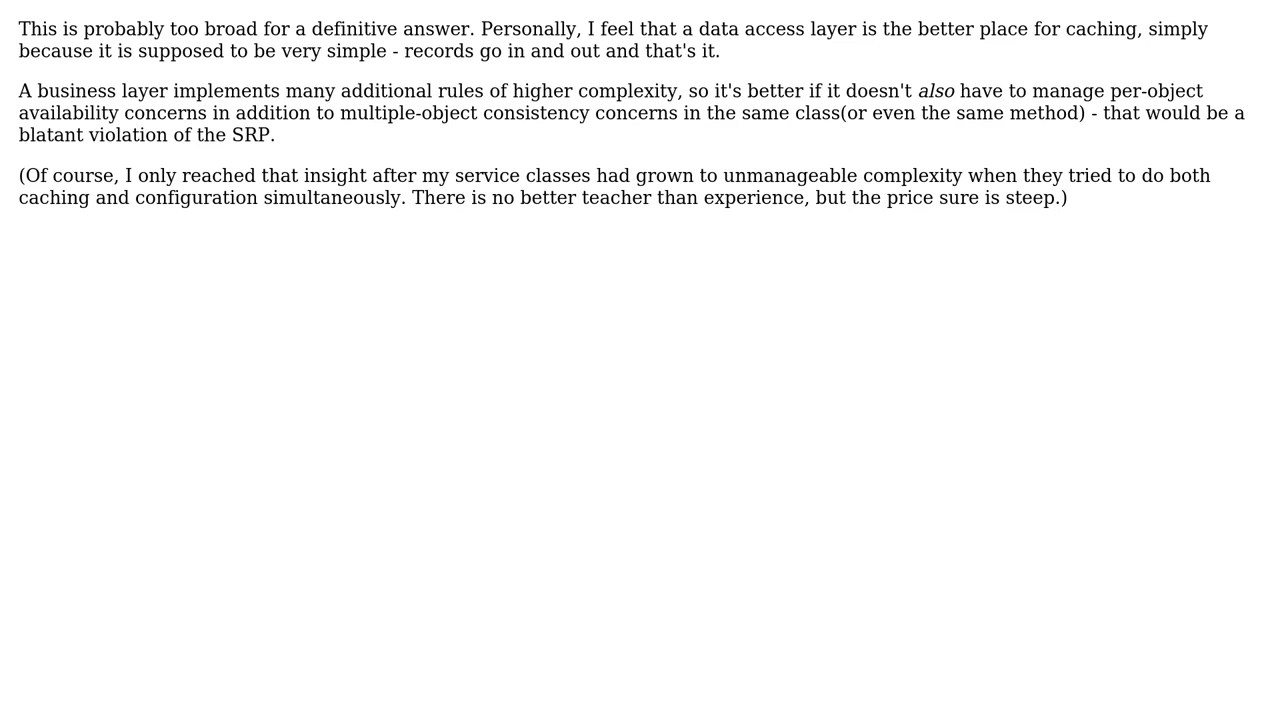 This is probably too broad for a definitive answer. Personally, I feel that a data access layer is the better place for caching, simply
because it is supposed to be very simple - records go in and out and that's it.
A business layer implements many additional rules of higher complexity, so it's better if it doesn't also have to manage per-object
availability concerns in addition to multiple-object consistency concerns in the same class(or even the same method) - that would be a
blatant violation of the SRP.
(Of course, I only reached that insight after my service classes had grown to unmanageable complexity when they tried to do both
caching and configuration simultaneously. There is no better teacher than experience, but the price sure is steep.)